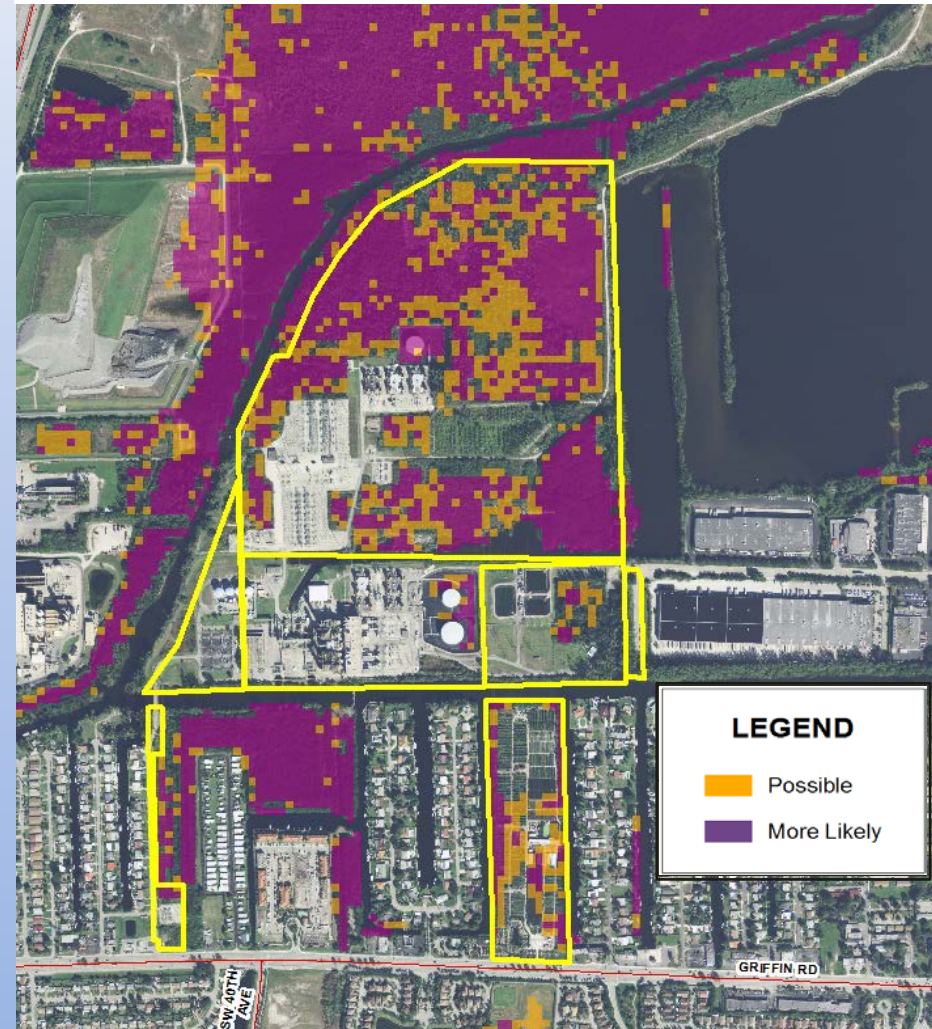 LEGEND
Possible
More Likely
GRIFFIN RD
SW 40TH
AVE